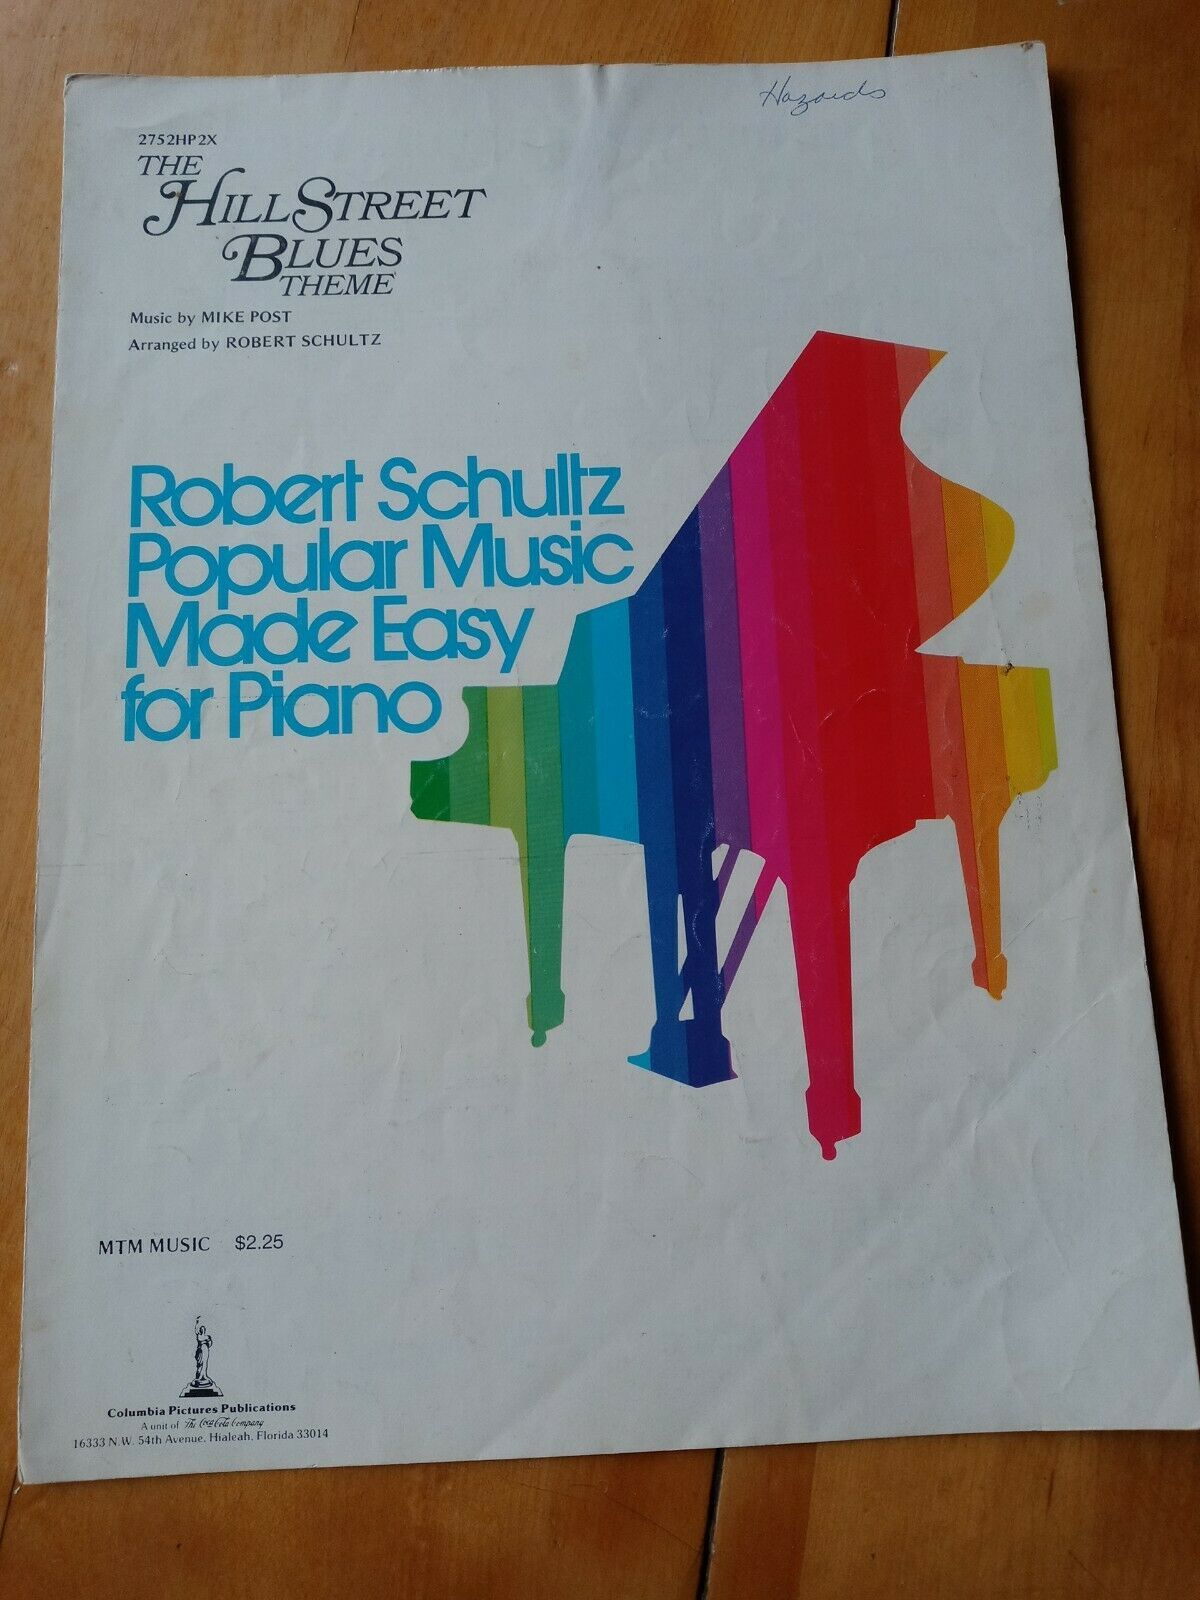 Hazards
2752HP2X
THE
HILL STREET
BLUES
THEME
Music by MIKE POST
Arranged by ROBERT SCHULTZ
Robert Schultz
Popular Music
Made Easy
for Piano
MTM MUSIC $2.25
Columbia Pictures Publications
A unit of The Coca-Cola Company
16333 N.W. 54th Avenue, Hialeah, Florida 33014